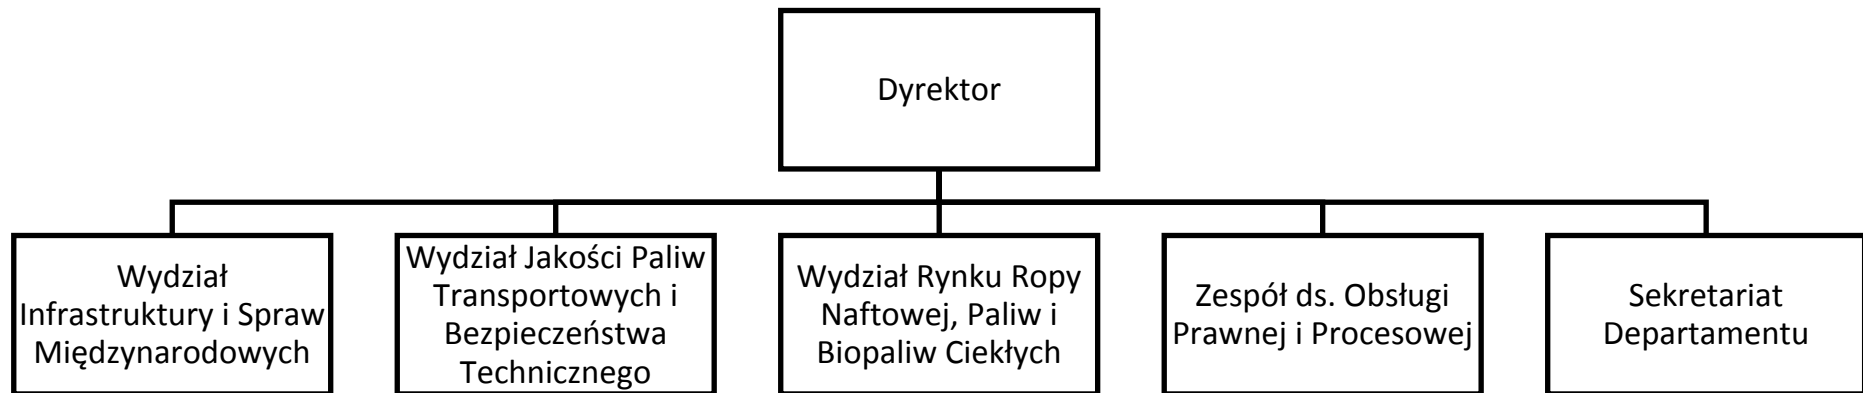 Dyrektor
Wydział
Infrastruktury i Spraw
Międzynarodowych
Wydział Jakości Paliw
Transportowych i
Bezpieczeństwa
Technicznego
Wydział Rynku Ropy
Naftowej, Paliw i
Biopaliw Ciekłych
Zespół ds. Obsługi
Prawnej i Procesowej
Sekretariat
Departamentu